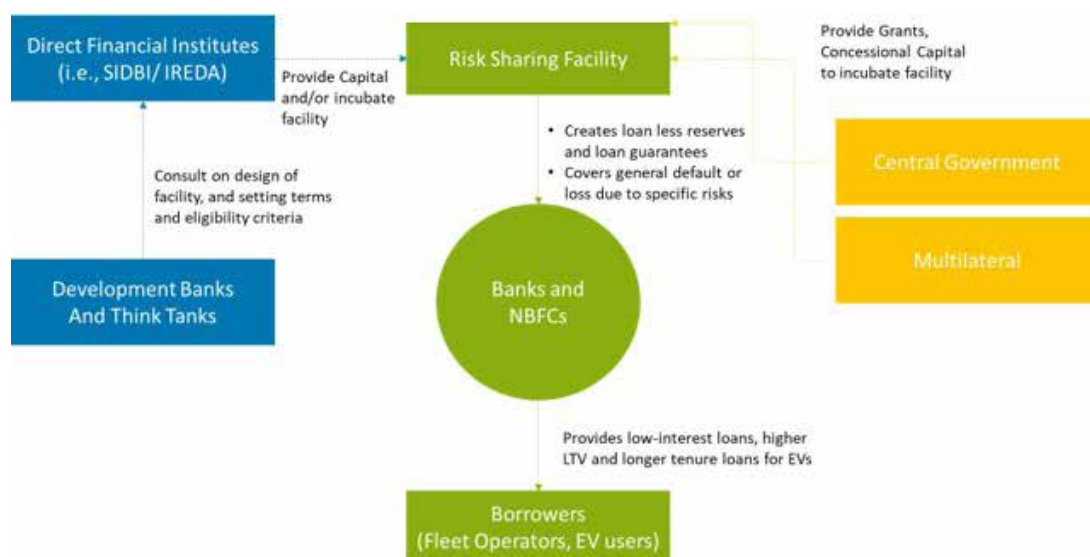 Direct Financial Institutes
(i.e., SIDBI/ IREDA)
Provide Capital
and/or incubate
facility
Risk Sharing Facility
Provide Grants,
Concessional Capital
to incubate facility
• Creates loan less reserves
and loan guarantees
• Covers general default or
loss due to specific risks
Central Government
Consult on design of
facility, and setting terms
and eligibility criteria
Multilateral
Development Banks
And Think Tanks
Banks and
NBFCs
Provides low-interest loans, higher
LTV and longer tenure loans for EVs
Borrowers
(Fleet Operators, EV users)